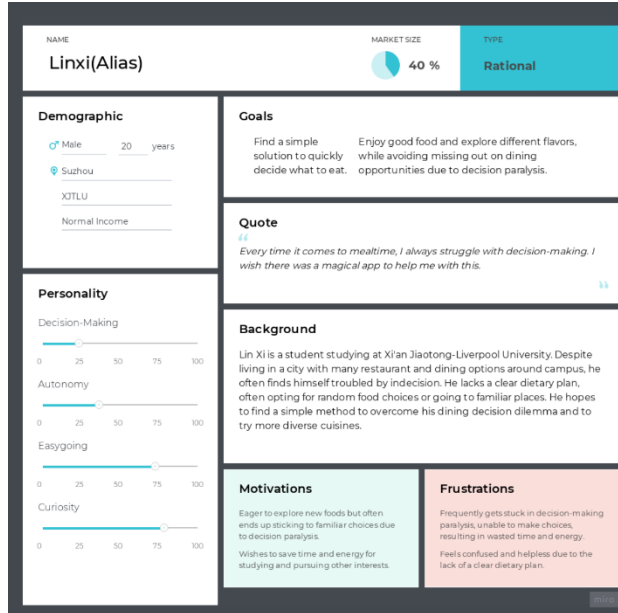 NAME
Linxi(Alias)
MARKET SIZE
40 %
TYPE
Rational
Demographic
Male 20 years
Suzhou
XJTLU
Normal Income
Goals
Find a simple
solution to quickly
decide what to eat.
Enjoy good food and explore different flavors,
while avoiding missing out on dining
opportunities due to decision paralysis.
Quote
“
Every time it comes to mealtime, I always struggle with decision-making. I
wish there was a magical app to help me with this.
”
Personality
Decision-Making
0 25 50 75 100
Autonomy
0 25 50 75 100
Easygoing
0 25 50 75 100
Curiosity
0 25 50 75 100
Background
Lin Xi is a student studying at Xi'an Jiaotong-Liverpool University. Despite
living in a city with many restaurant and dining options around campus, he
often finds himself troubled by indecision. He lacks a clear dietary plan,
often opting for random food choices or going to familiar places. He hopes
to find a simple method to overcome his dining decision dilemma and to
try more diverse cuisines.
Motivations
Eager to explore new foods but often
ends up sticking to familiar choices due
to decision paralysis.
Wishes to save time and energy for
studying and pursuing other interests.
Frustrations
Frequently gets stuck in decision-making
paralysis, unable to make choices,
resulting in wasted time and energy.
Feels confused and helpless due to the
lack of a clear dietary plan.
miro